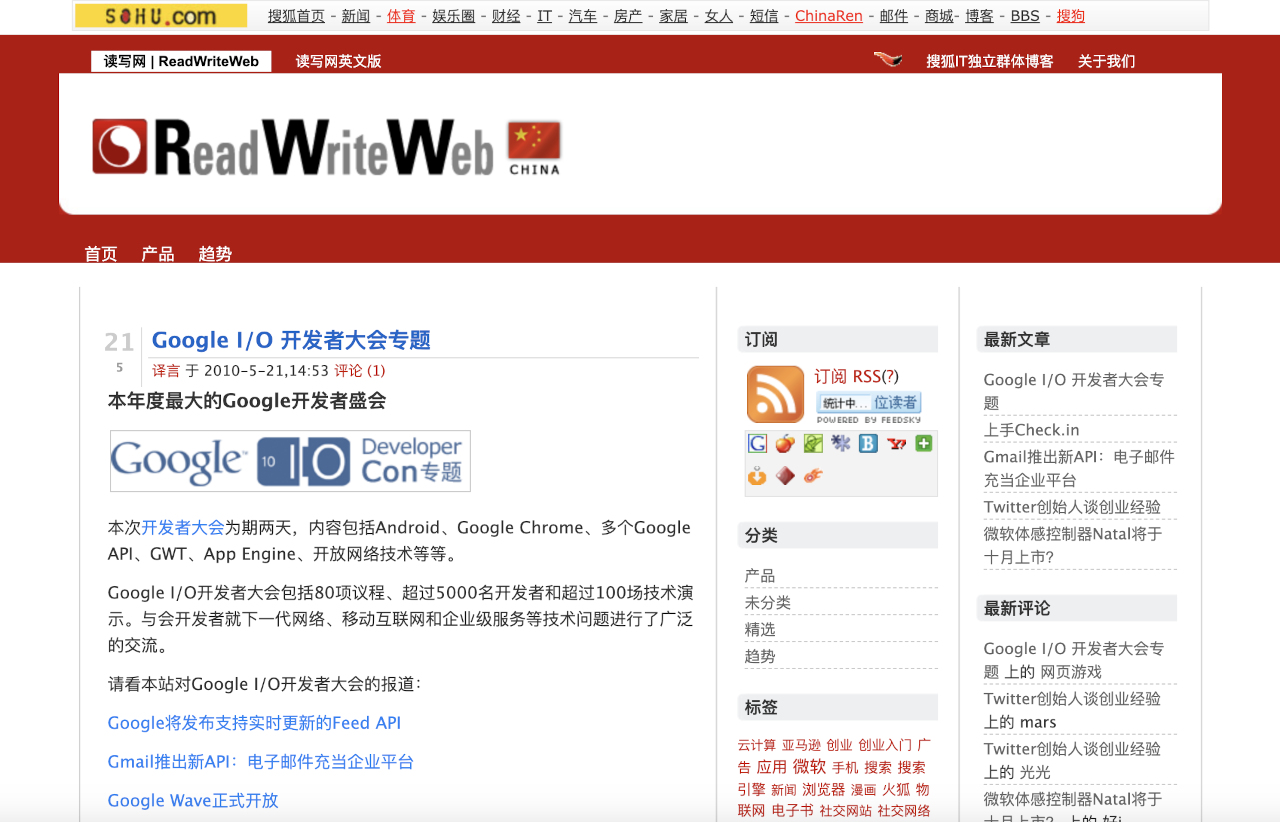 SOHU.com 搜狐首页 - 新闻 - 体育 - 娱乐圈 - 财经 - IT - 汽车 - 房产 - 家居 - 女人 - 短信 - ChinaRen - 邮件 - 商城- 博客 - BBS - 搜狗
读写网 | ReadWriteWeb 读写网英文版 搜狐IT独立群体博客 关于我们
ReadWriteWeb CHINA
首页 产品 趋势
21
5
Google I/O 开发者大会专题
译言 于 2010-5-21,14:53 评论 (1)
本年度最大的Google开发者盛会
Google™ 10 IO Developer
Con专题
本次开发者大会为期两天，内容包括Android、Google Chrome、多个Google
API、GWT、App Engine、开放网络技术等等。
Google I/O开发者大会包括80项议程、超过5000名开发者和超过100场技术演
示。与会开发者就下一代网络、移动互联网和企业级服务等技术问题进行了广泛
的交流。
请看本站对Google I/O开发者大会的报道：
Google将发布支持实时更新的Feed API
Gmail推出新API：电子邮件充当企业平台
Google Wave正式开放
订阅
订阅 RSS(?)
统计中... 位读者
POWERED BY FEEDSKY
分类
产品
未分类
精选
趋势
标签
云计算 亚马逊 创业 创业入门 广
告 应用 微软 手机 搜索 搜索
引擎 新闻 浏览器 漫画 火狐 物
联网 电子书 社交网站 社交网络
最新文章
Google I/O 开发者大会专
题
上手Check.in
Gmail推出新API：电子邮件
充当企业平台
Twitter创始人谈创业经验
微软体感控制器Natal将于
十月上市？
最新评论
Google I/O 开发者大会专
题 上的 网页游戏
Twitter创始人谈创业经验
上的 mars
Twitter创始人谈创业经验
上的 光光
微软体感控制器Natal将于
十月上市？ 上的